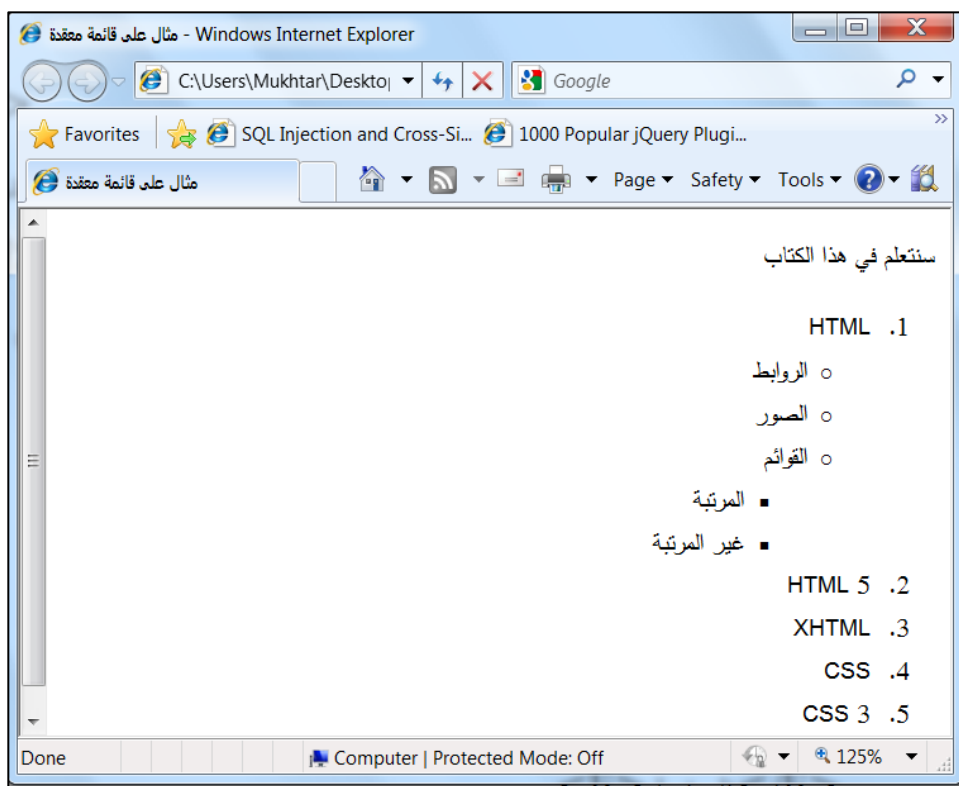 مثال على قائمة معقدة - Windows Internet Explorer
C:\Users\Mukhtar\Deskto
Google
Favorites SQL Injection and Cross-Si... 1000 Popular jQuery Plugi...
مثال على قائمة معقدة Page Safety Tools
سنتعلم في هذا الكتاب
1. HTML
○ الروابط
○ الصور
○ القوائم
▪ المرتبة
▪ غير المرتبة
2. HTML 5
3. XHTML
4. CSS
5. CSS 3
Done Computer | Protected Mode: Off 125%